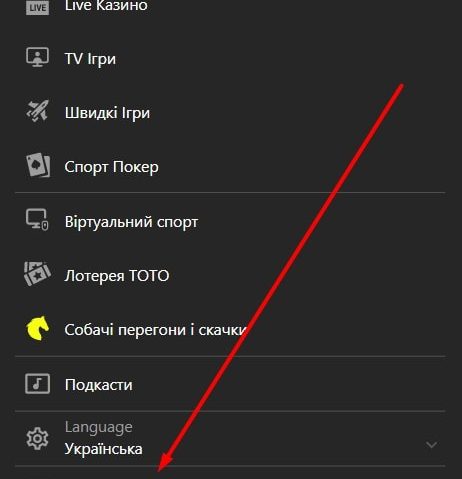 LIVE
Live Казино
TV Ігри
Швидкі Ігри
Спорт Покер
Віртуальний спорт
Лотерея ТОТО
Собачі перегони і скачки
Подкасти
Language
Українська